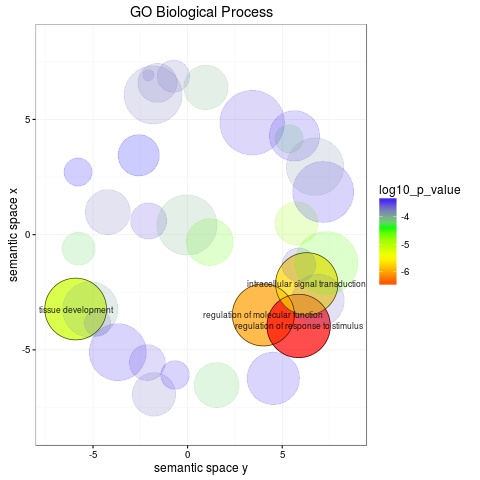 GO Biological Process
5
0
-5
semantic space x
-5
0
5
semantic space y
log10_p_value
-4
-5
-6
intracellular signal transduction
tissue development
regulation of molecular function
regulation of response to stimulus